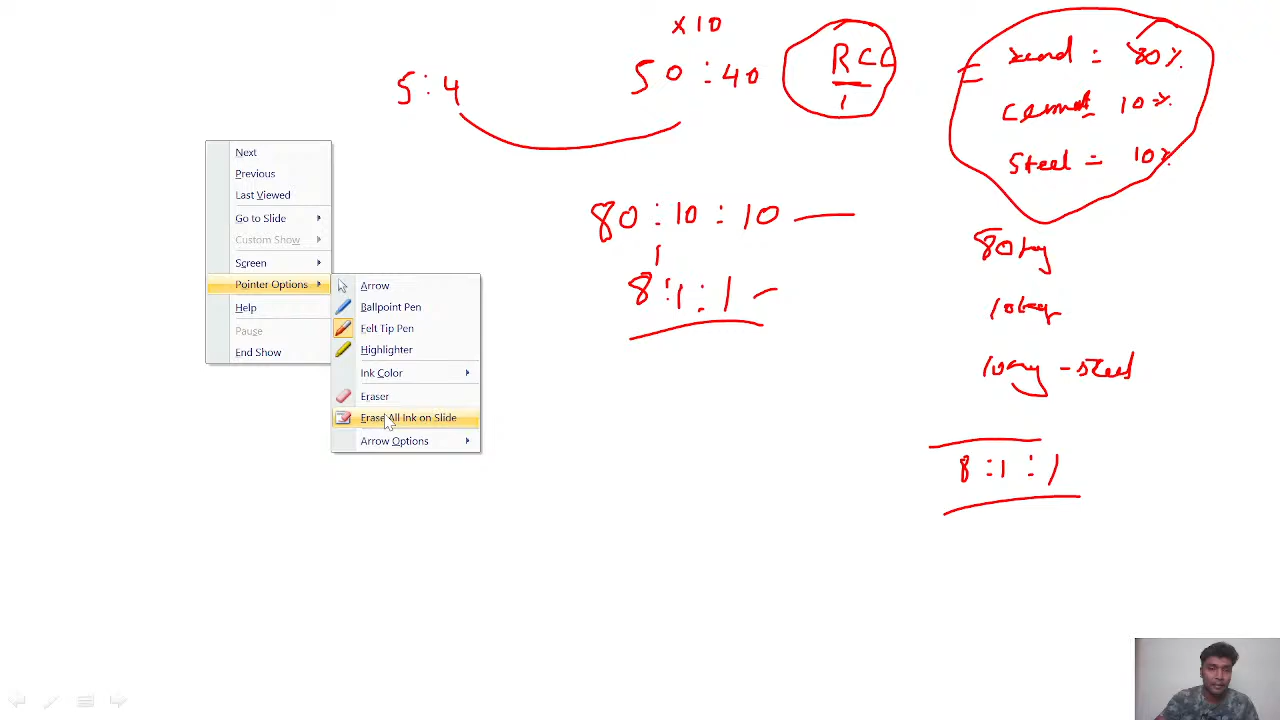 x 10
5 : 4
50 : 40
RCC
1
sand = 80%
Cement 10%
Steel = 10%
80 : 10 : 10
8 : 1 : 1
80kg
10kg
10kg - steel
8 : 1 : 1
Next
Previous
Last Viewed
Go to Slide
Custom Show
Screen
Pointer Options
Help
Pause
End Show
Arrow
Ballpoint Pen
Felt Tip Pen
Highlighter
Ink Color
Eraser
Erase All Ink on Slide
Arrow Options